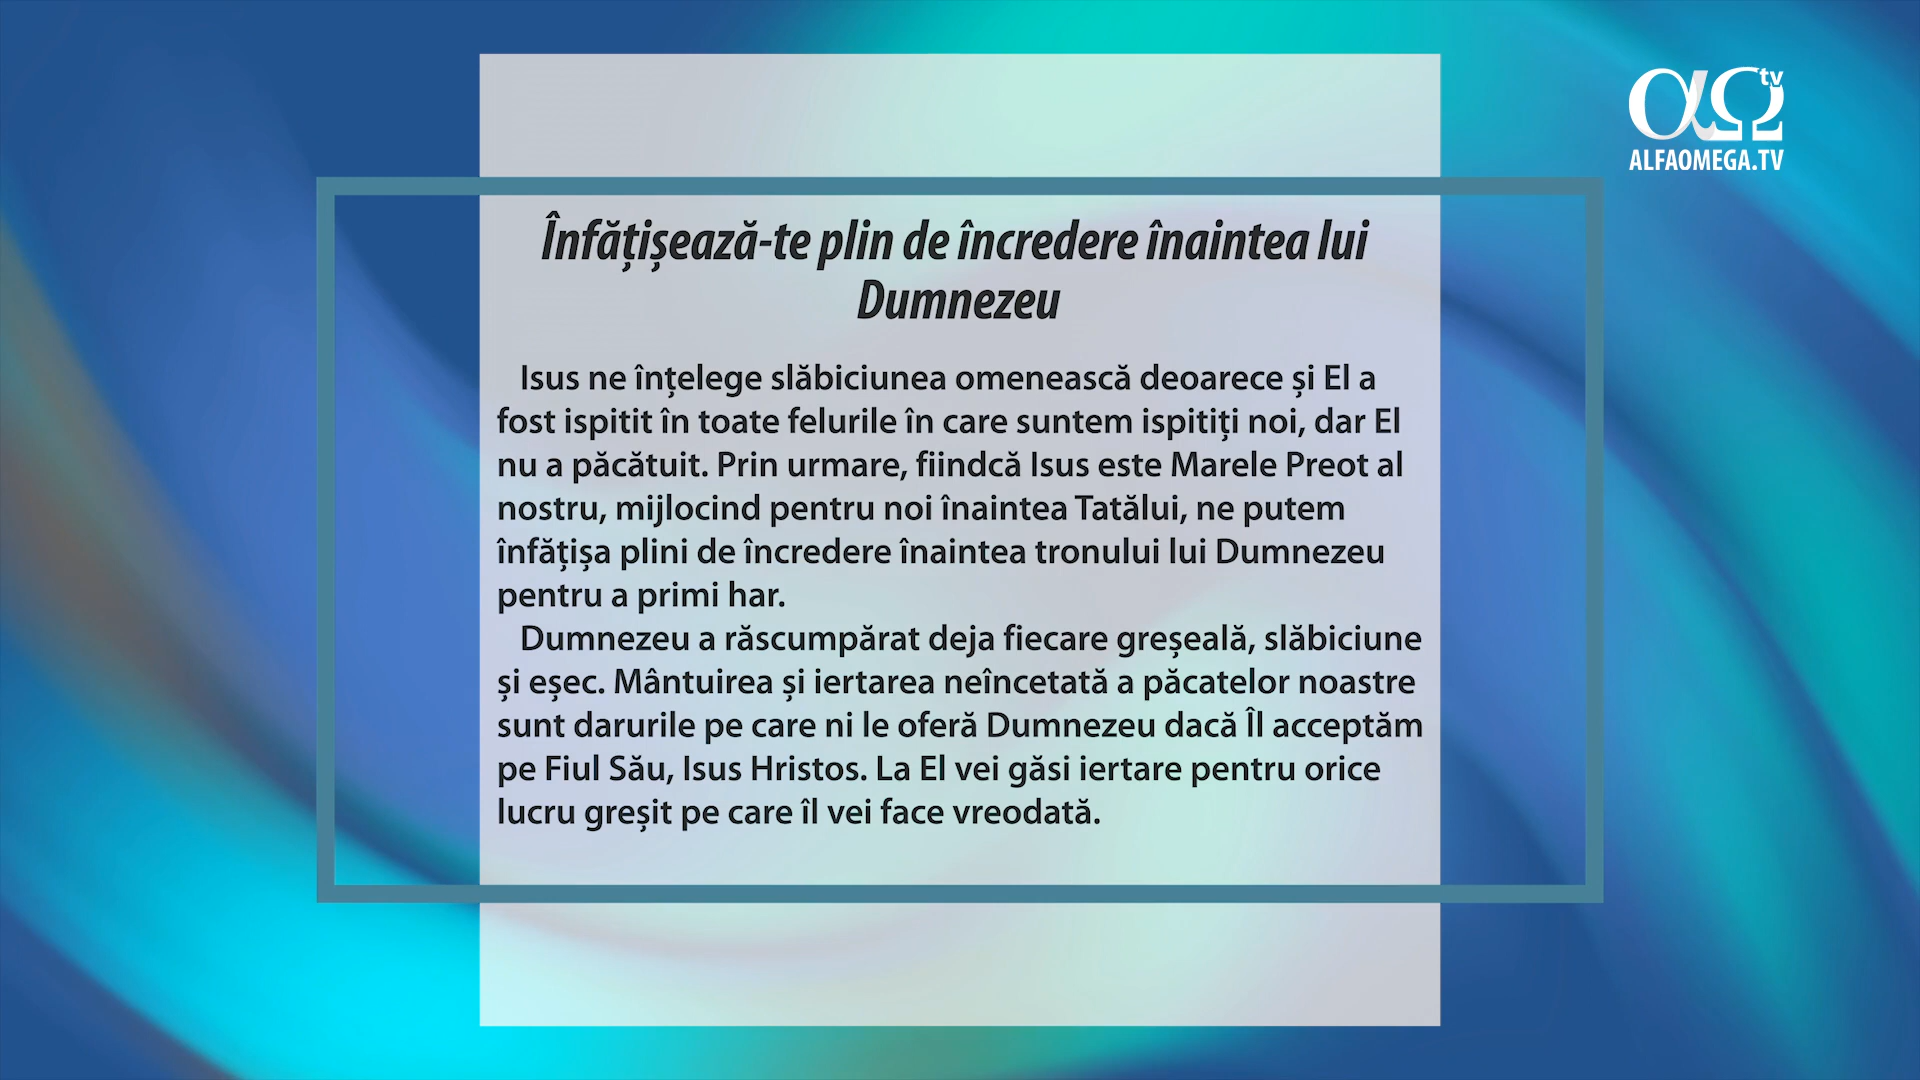 αΩ tv
ALFAOMEGA.TV
Înfățișează-te plin de încredere înaintea lui
Dumnezeu
Isus ne înțelege slăbiciunea omenească deoarece și El a
fost ispitit în toate felurile în care suntem ispitiți noi, dar El
nu a păcătuit. Prin urmare, fiindcă Isus este Marele Preot al
nostru, mijlocind pentru noi înaintea Tatălui, ne putem
înfățișa plini de încredere înaintea tronului lui Dumnezeu
pentru a primi har.
Dumnezeu a răscumpărat deja fiecare greșeală, slăbiciune
și eșec. Mântuirea și iertarea neîncetată a păcatelor noastre
sunt darurile pe care ni le oferă Dumnezeu dacă Îl acceptăm
pe Fiul Său, Isus Hristos. La El vei găsi iertare pentru orice
lucru greșit pe care îl vei face vreodată.